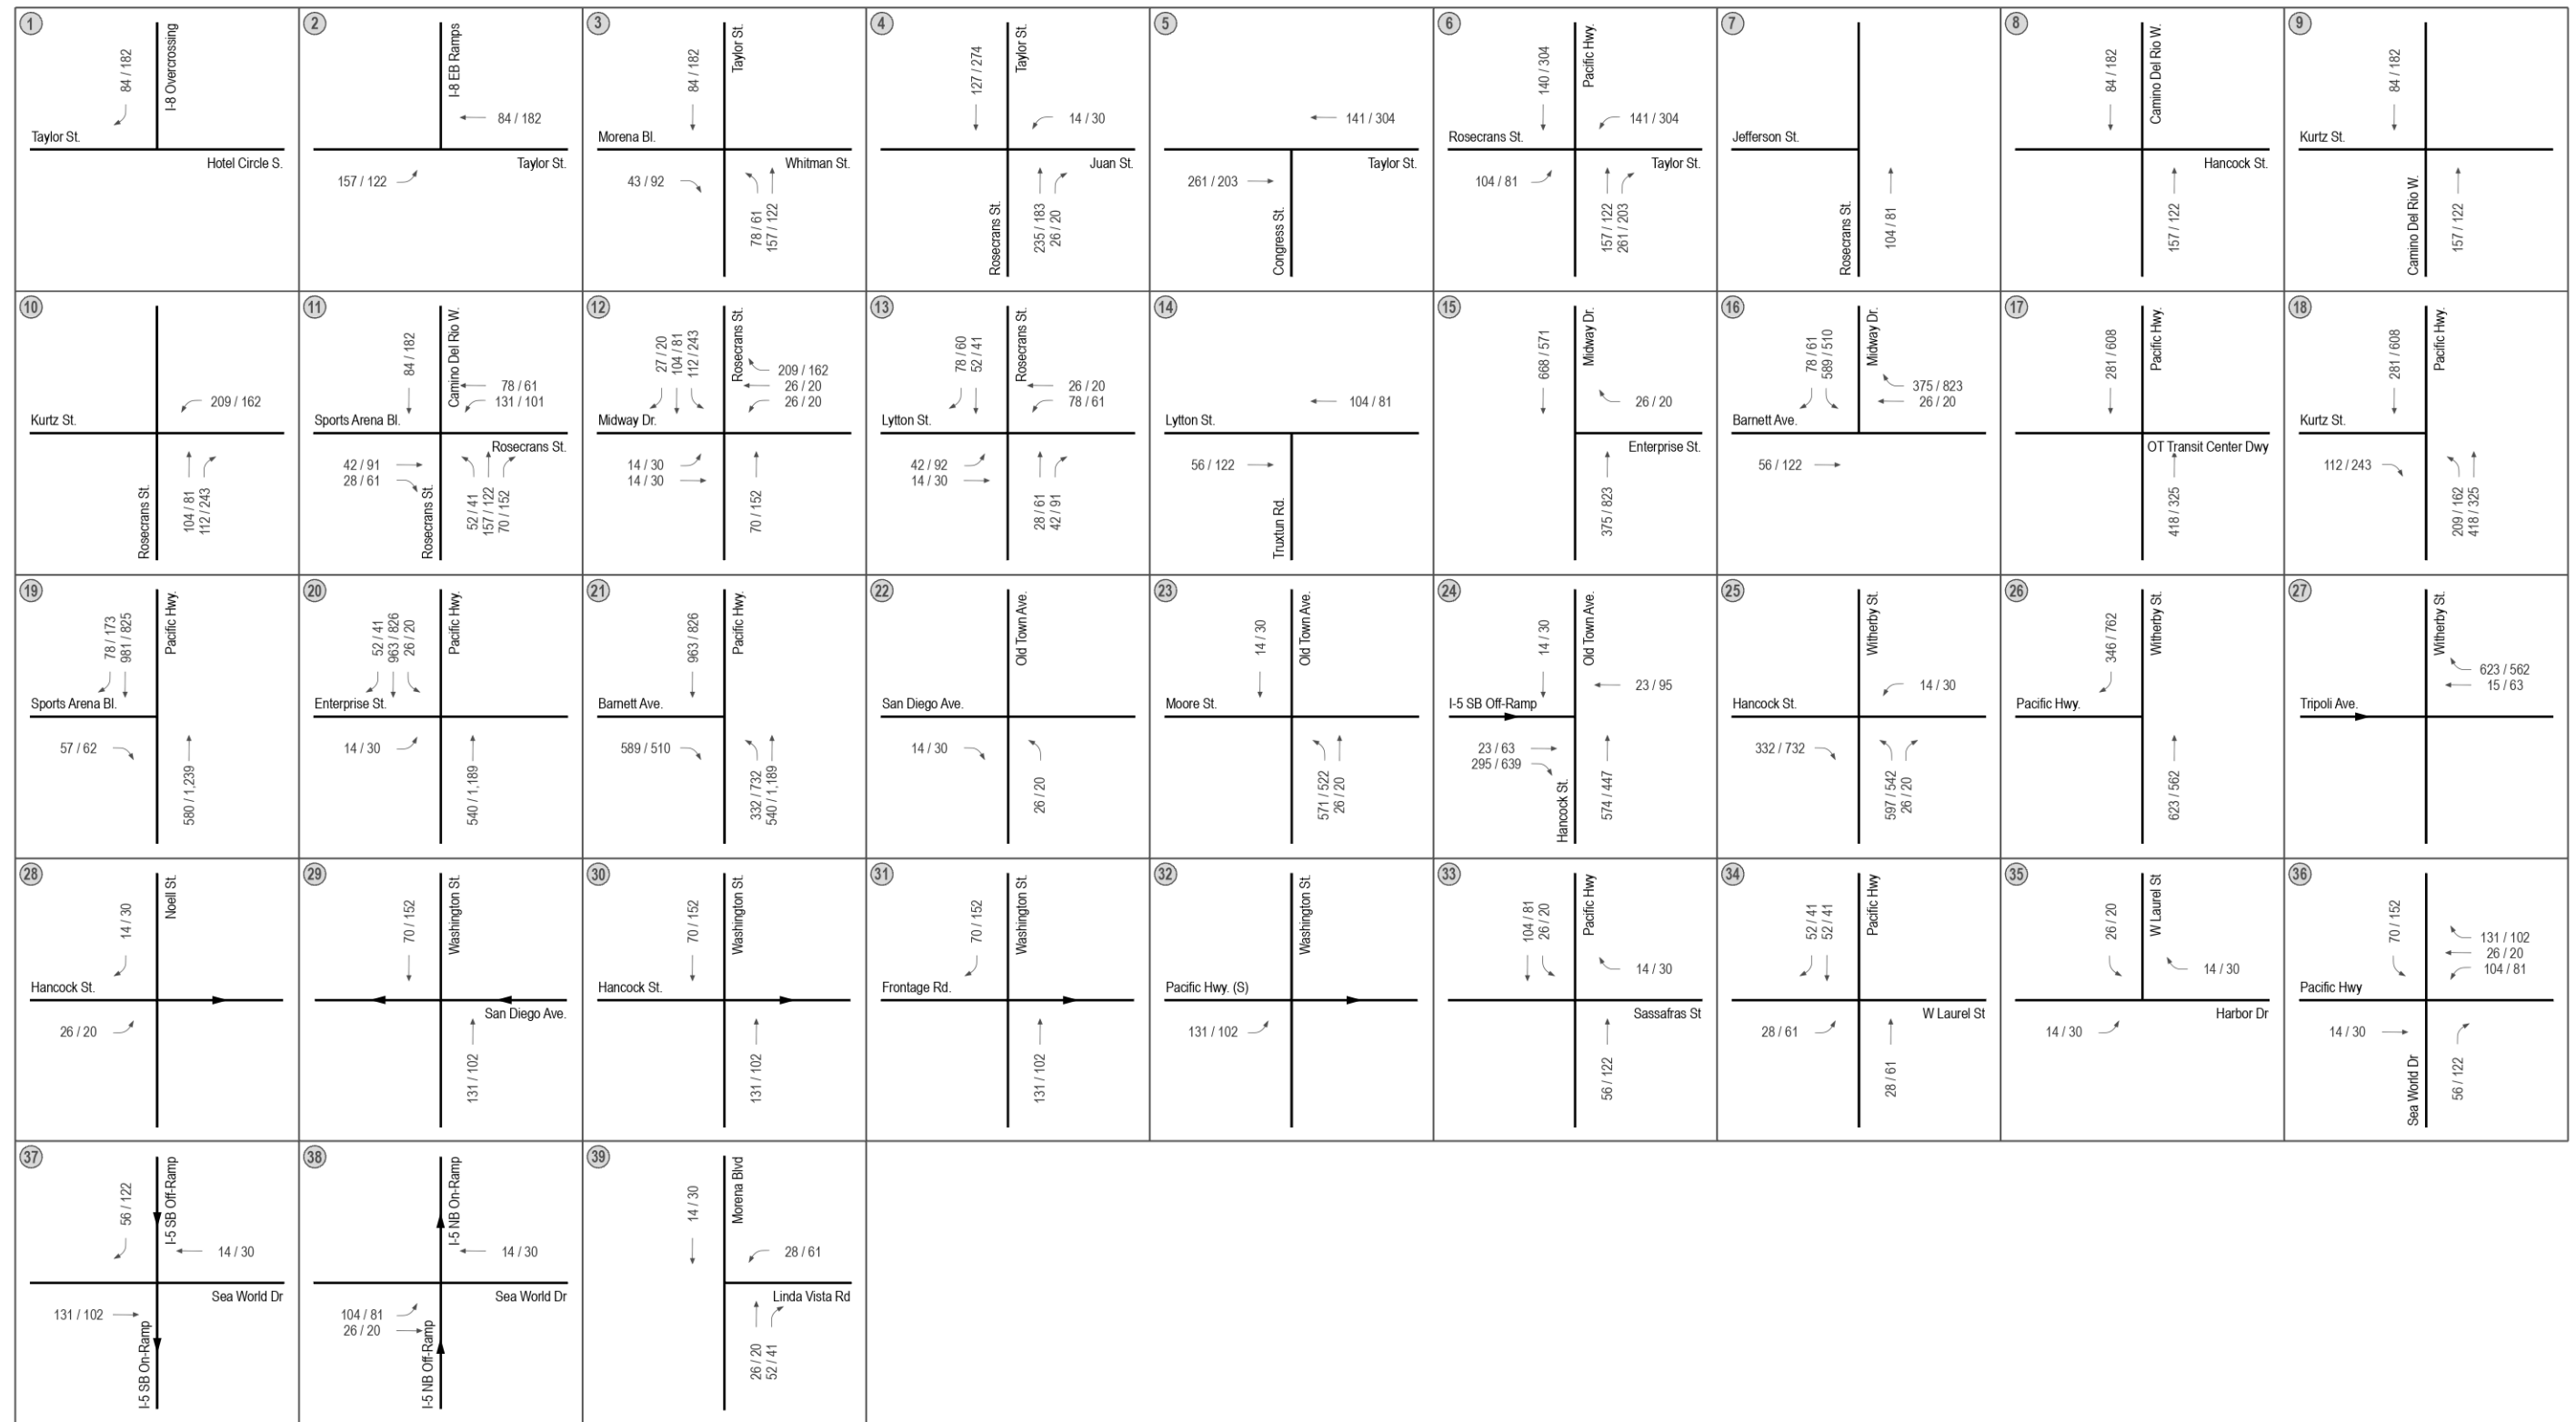 1
84 / 182
I-8 Overcrossing
Taylor St.
Hotel Circle S.
2
I-8 EB Ramps
84 / 182
Taylor St.
157 / 122
3
84 / 182
Taylor St.
Morena Bl.
Whitman St.
43 / 92
78 / 61
157 / 122
4
127 / 274
Taylor St.
14 / 30
Juan St.
Rosecrans St.
235 / 183
26 / 20
5
141 / 304
Taylor St.
261 / 203
Congress St.
6
140 / 304
Pacific Hwy.
141 / 304
Rosecrans St.
Taylor St.
104 / 81
157 / 122
261 / 203
7
Jefferson St.
Rosecrans St.
104 / 81
8
84 / 182
Camino Del Rio W.
Hancock St.
157 / 122
9
84 / 182
Kurtz St.
Camino Del Rio W.
157 / 122
10
209 / 162
Kurtz St.
Rosecrans St.
104 / 81
112 / 243
11
84 / 182
Camino Del Rio W.
78 / 61
131 / 101
Sports Arena Bl.
Rosecrans St.
42 / 91
28 / 61
Rosecrans St.
52 / 41
157 / 122
70 / 152
12
27 / 20
104 / 81
112 / 243
Rosecrans St.
209 / 162
26 / 20
26 / 20
Midway Dr.
14 / 30
14 / 30
70 / 152
13
78 / 60
52 / 41
Rosecrans St.
26 / 20
78 / 61
Lytton St.
42 / 92
14 / 30
28 / 61
42 / 91
14
104 / 81
Lytton St.
56 / 122
Truxtun Rd.
15
668 / 571
Midway Dr.
26 / 20
Enterprise St.
375 / 823
16
78 / 61
589 / 510
Midway Dr.
375 / 823
26 / 20
Barnett Ave.
56 / 122
17
281 / 608
Pacific Hwy.
OT Transit Center Dwy
418 / 325
18
281 / 608
Pacific Hwy.
Kurtz St.
112 / 243
209 / 162
418 / 325
19
78 / 173
981 / 825
Pacific Hwy.
Sports Arena Bl.
57 / 62
580 / 1,239
20
52 / 41
963 / 826
26 / 20
Pacific Hwy.
Enterprise St.
14 / 30
540 / 1,189
21
963 / 826
Pacific Hwy.
Barnett Ave.
589 / 510
332 / 732
540 / 1,189
22
Old Town Ave.
San Diego Ave.
14 / 30
26 / 20
23
14 / 30
Old Town Ave.
Moore St.
571 / 522
26 / 20
24
14 / 30
Old Town Ave.
23 / 95
I-5 SB Off-Ramp
23 / 63
295 / 639
Hancock St.
574 / 447
25
Witherby St.
14 / 30
Hancock St.
332 / 732
597 / 542
26 / 20
26
346 / 762
Witherby St.
Pacific Hwy.
623 / 562
27
Witherby St.
623 / 562
15 / 63
Tripoli Ave.
28
14 / 30
Noell St.
Hancock St.
26 / 20
29
70 / 152
Washington St.
San Diego Ave.
131 / 102
30
70 / 152
Washington St.
Hancock St.
131 / 102
31
70 / 152
Washington St.
Frontage Rd.
131 / 102
32
Washington St.
Pacific Hwy. (S)
131 / 102
33
104 / 81
26 / 20
Pacific Hwy
14 / 30
Sassafras St
56 / 122
34
52 / 41
52 / 41
Pacific Hwy
W Laurel St
28 / 61
28 / 61
35
26 / 20
W Laurel St
14 / 30
Harbor Dr
14 / 30
36
70 / 152
131 / 102
26 / 20
104 / 81
Pacific Hwy
14 / 30
Sea World Dr
56 / 122
37
56 / 122
I-5 SB Off-Ramp
14 / 30
Sea World Dr
131 / 102
I-5 SB On-Ramp
38
I-5 NB On-Ramp
14 / 30
Sea World Dr
104 / 81
26 / 20
I-5 NB Off-Ramp
39
14 / 30
Morena Blvd
28 / 61
Linda Vista Rd
26 / 20
52 / 41